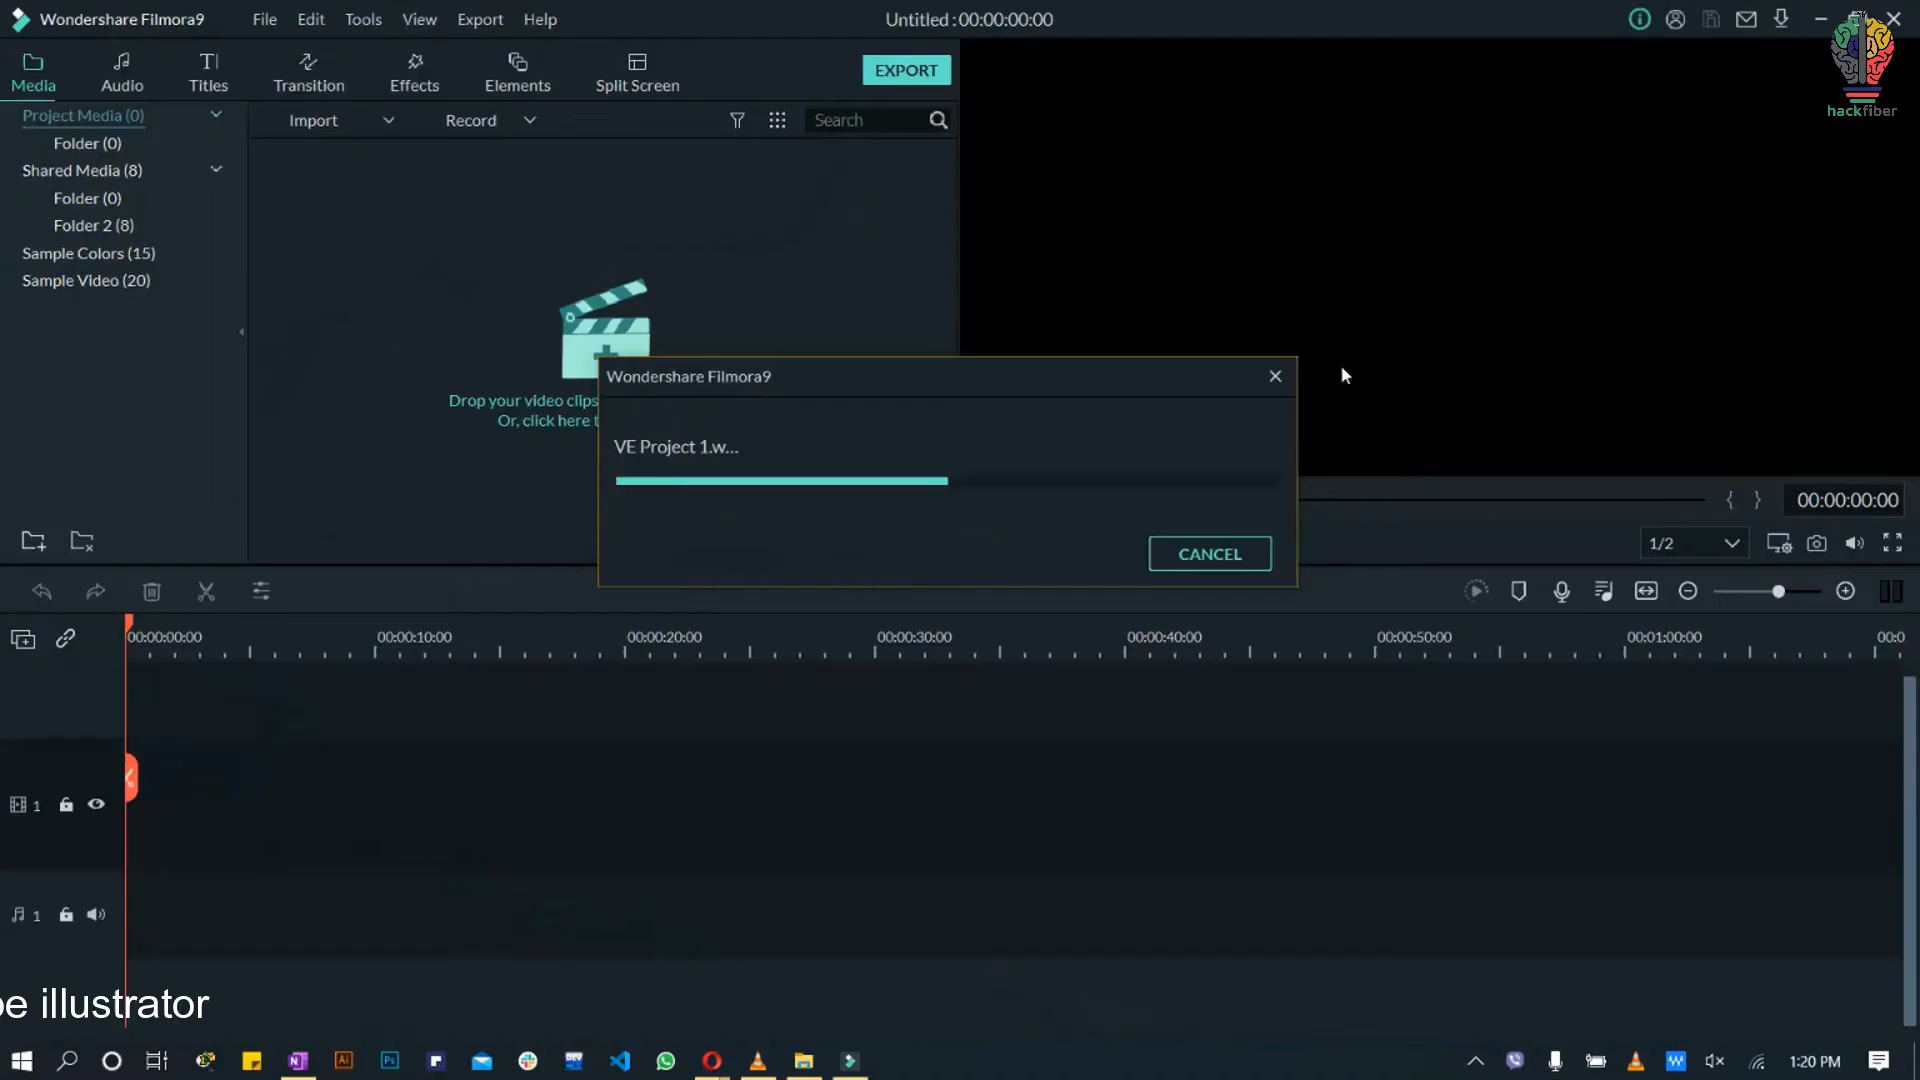 Wondershare Filmora9
File
Edit
Tools
View
Export
Help
Untitled : 00:00:00:00
hackfiber
Media
Audio
Titles
Transition
Effects
Elements
Split Screen
EXPORT
Project Media (0)
Folder (0)
Shared Media (8)
Folder (0)
Folder 2 (8)
Sample Colors (15)
Sample Video (20)
Import
Record
Search
Drop your video clips
Or, click here t
Wondershare Filmora9
VE Project 1.w...
CANCEL
{ }
00:00:00:00
1/2
00:00:00:00
00:00:10:00
00:00:20:00
00:00:30:00
00:00:40:00
00:00:50:00
00:01:00:00
00:0
1
1
be illustrator
N
Ai
Ps
DEV
W
1:20 PM